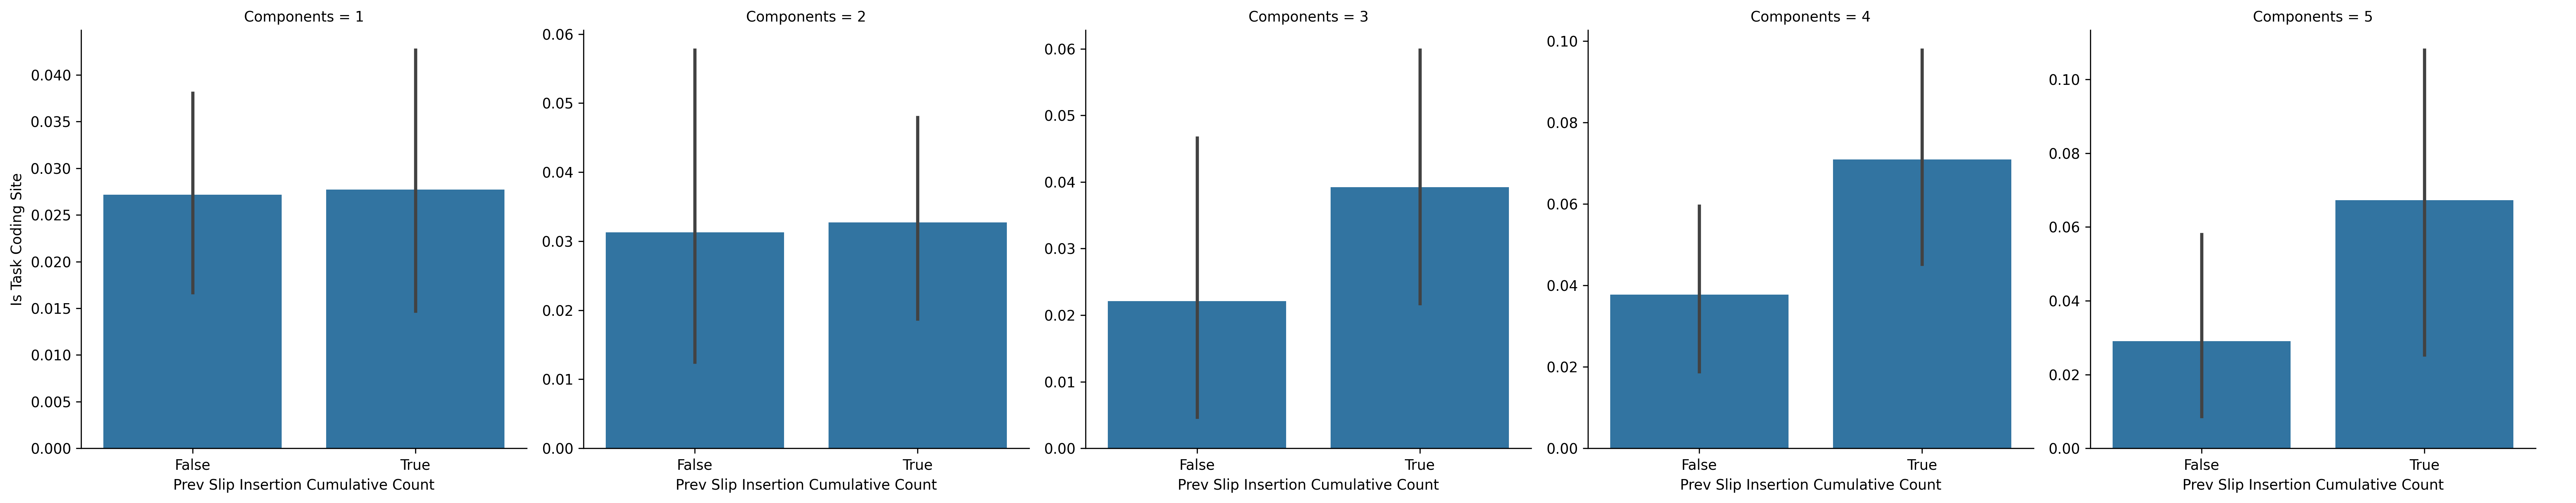 Components = 1
Components = 2
Components = 3
Components = 4
Components = 5
Is Task Coding Site
0.040
0.035
0.030
0.025
0.020
0.015
0.010
0.005
0.000
False
True
Prev Slip Insertion Cumulative Count
0.06
0.05
0.04
0.03
0.02
0.01
0.00
False
True
Prev Slip Insertion Cumulative Count
0.06
0.05
0.04
0.03
0.02
0.01
0.00
False
True
Prev Slip Insertion Cumulative Count
0.10
0.08
0.06
0.04
0.02
0.00
False
True
Prev Slip Insertion Cumulative Count
0.10
0.08
0.06
0.04
0.02
0.00
False
True
Prev Slip Insertion Cumulative Count